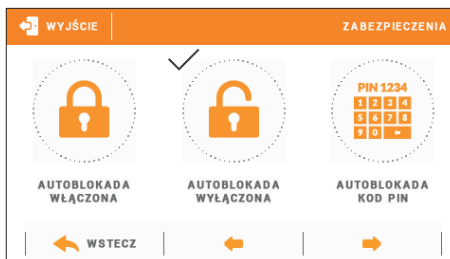 WYJŚCIE
ZABEZPIECZENIA
PIN 1234
1 2 3 4
5 6 7 8
9 0
AUTOBLOKADA
WŁĄCZONA
AUTOBLOKADA
WYŁĄCZONA
AUTOBLOKADA
KOD PIN
WSTECZ